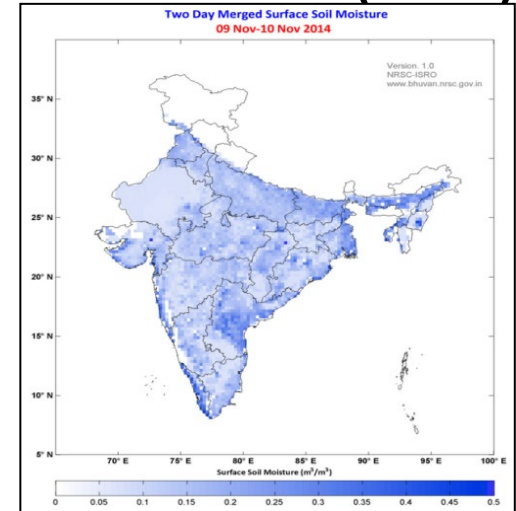 Two Day Merged Surface Soil Moisture
09 Nov-10 Nov 2014
Version. 1.0
NRSC-ISRO
www.bhuvan.nrsc.gov.in
35° N
30° N
25° N
20° N
15° N
10° N
5° N
70° E 75° E 80° E 85° E 90° E 95° E 100° E
Surface Soil Moisture (m³/m³)
0 0.05 0.1 0.15 0.2 0.25 0.3 0.35 0.4 0.45 0.5